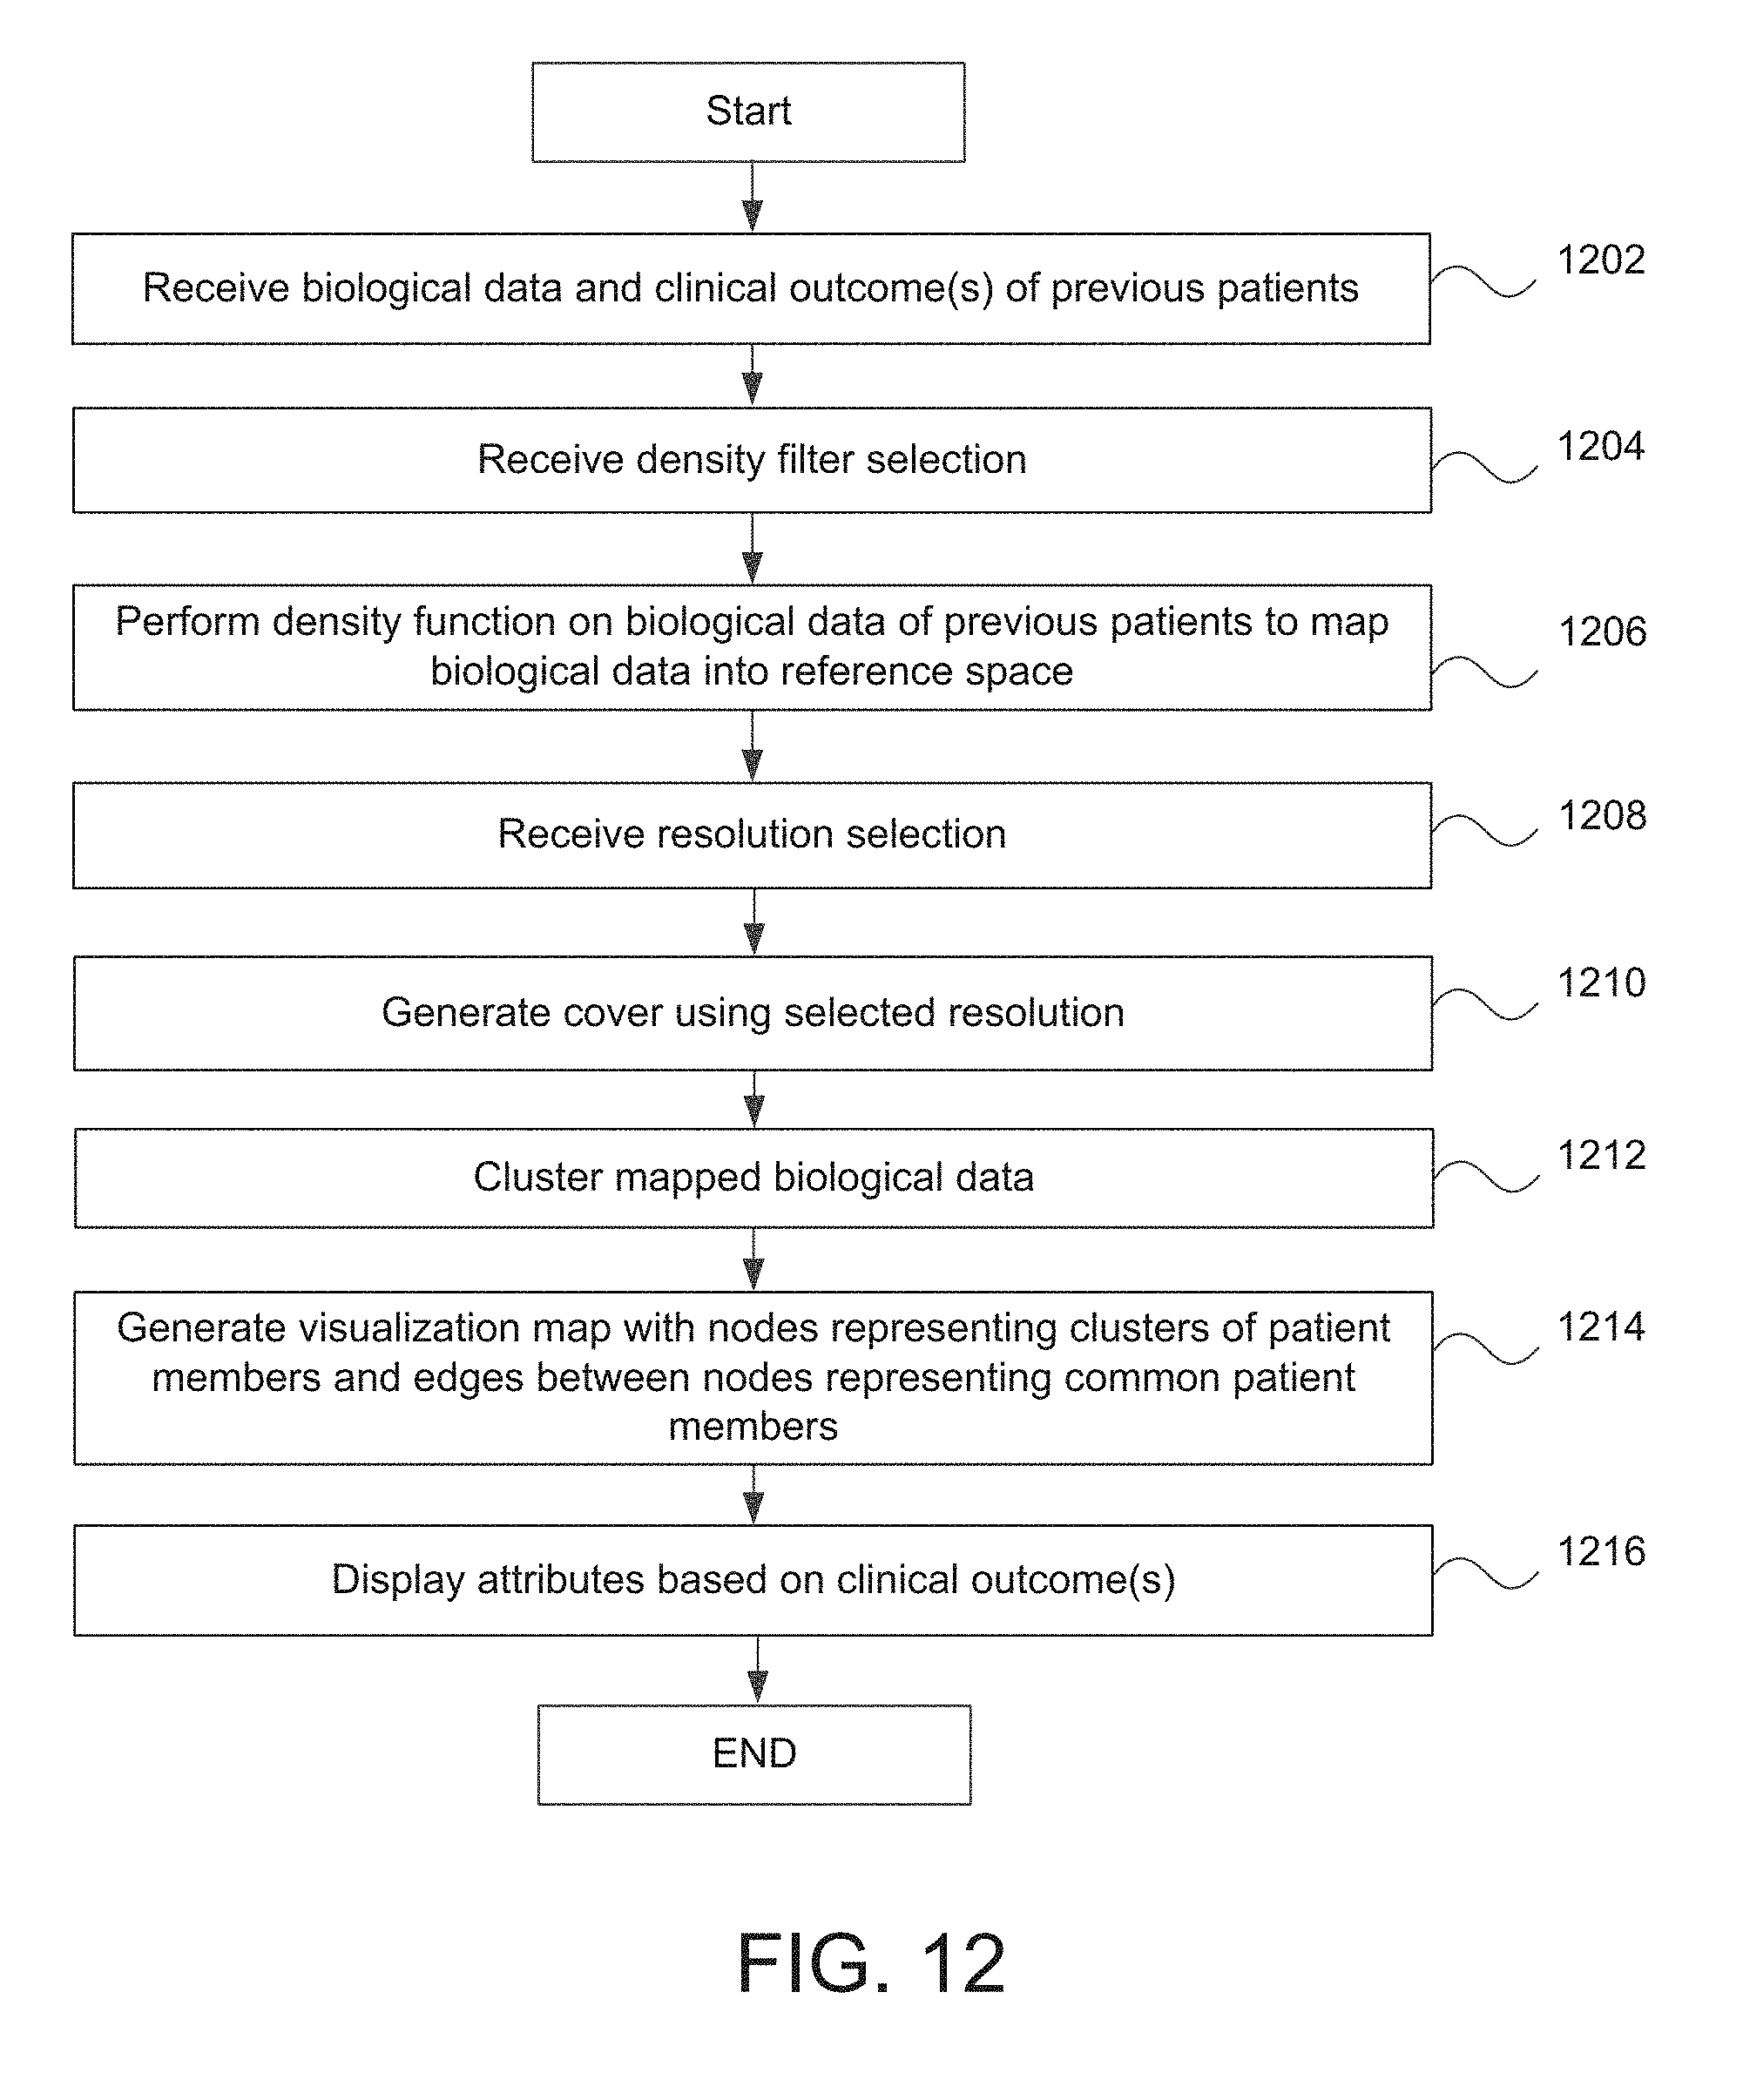 Start
Receive biological data and clinical outcome(s) of previous patients
1202
Receive density filter selection
1204
Perform density function on biological data of previous patients to map
biological data into reference space
1206
Receive resolution selection
1208
Generate cover using selected resolution
1210
Cluster mapped biological data
1212
Generate visualization map with nodes representing clusters of patient
members and edges between nodes representing common patient
members
1214
Display attributes based on clinical outcome(s)
1216
END
FIG. 12